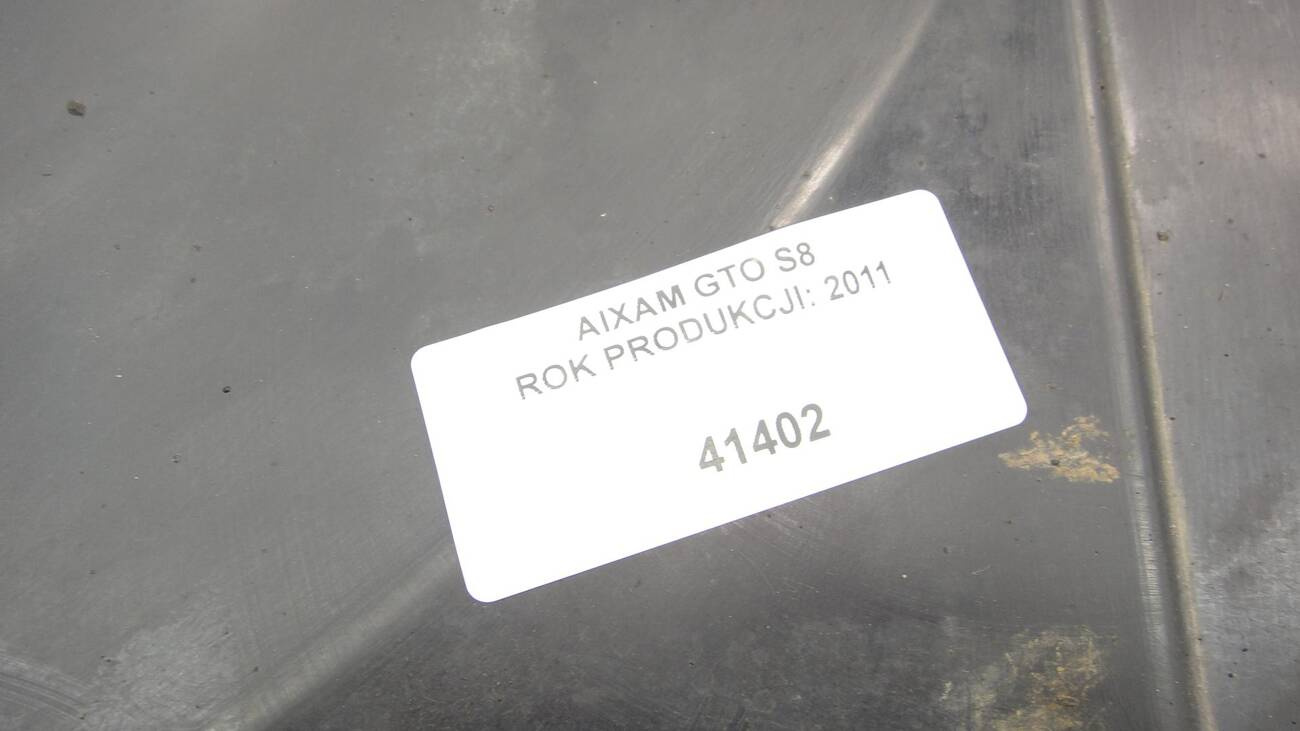 AIXAM GTO S8
ROK PRODUKCJI: 2011
41402